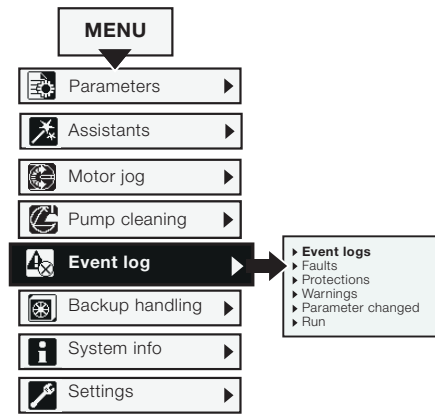 MENU
Parameters
Assistants
Motor jog
Pump cleaning
Event log
Backup handling
System info
Settings
Event logs
Faults
Protections
Warnings
Parameter changed
Run